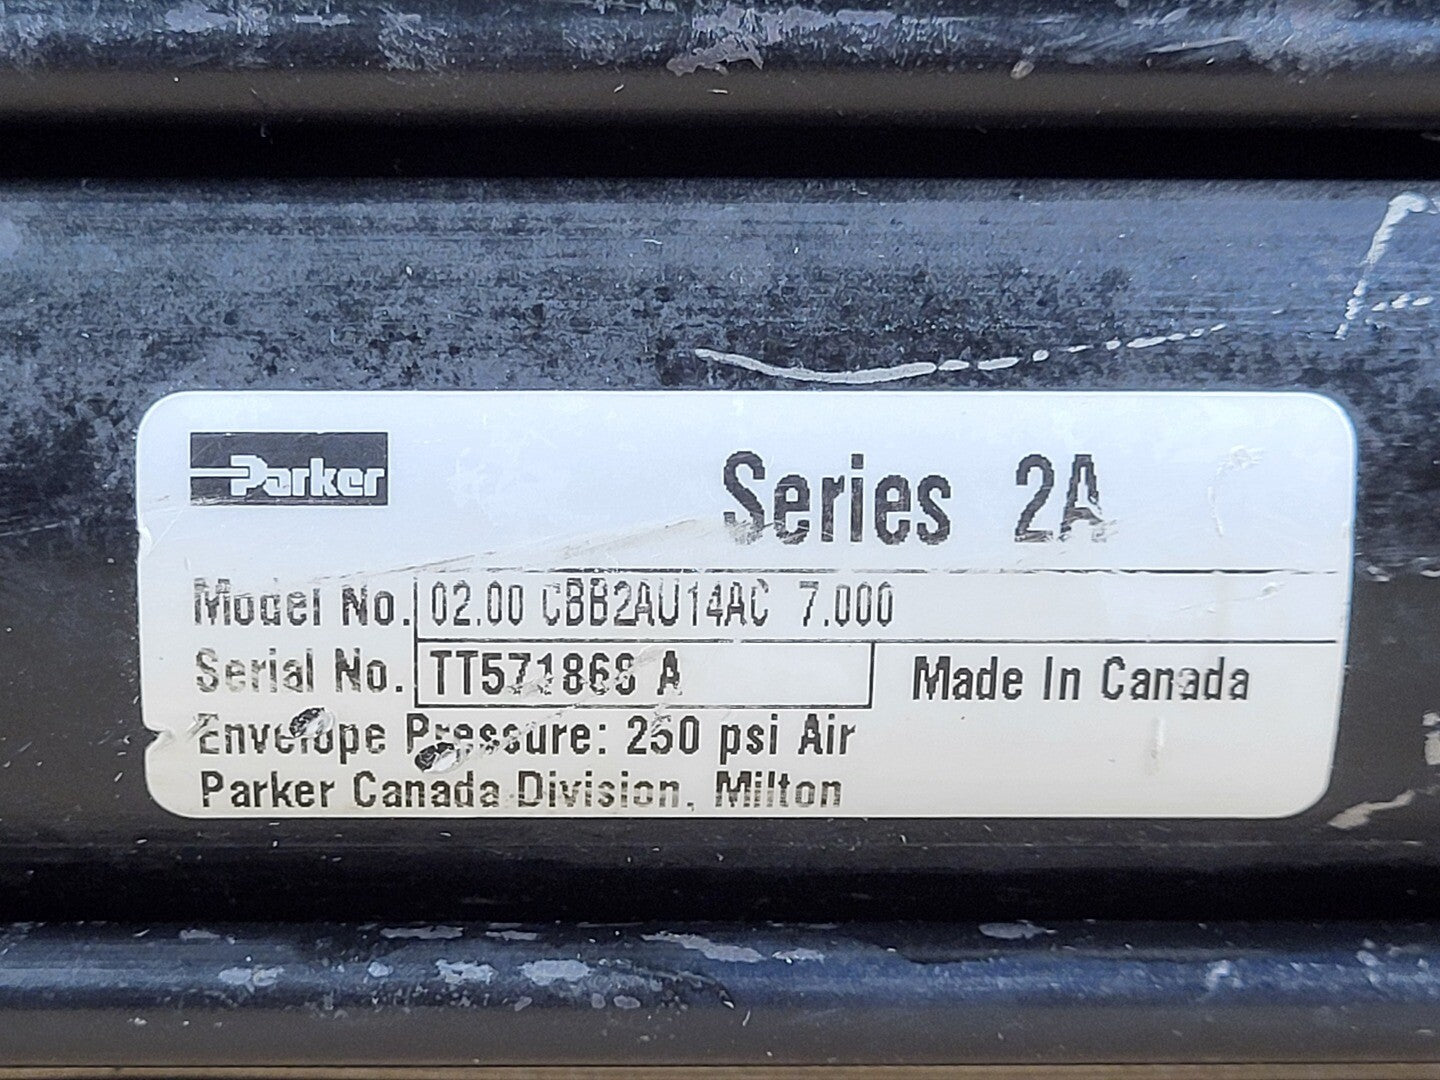 Parker
Series 2A
Model No. 02.00 CBB2AU14AC 7.000
Serial No. TT571868 A Made In Canada
Envelope Pressure: 250 psi Air
Parker Canada Division, Milton